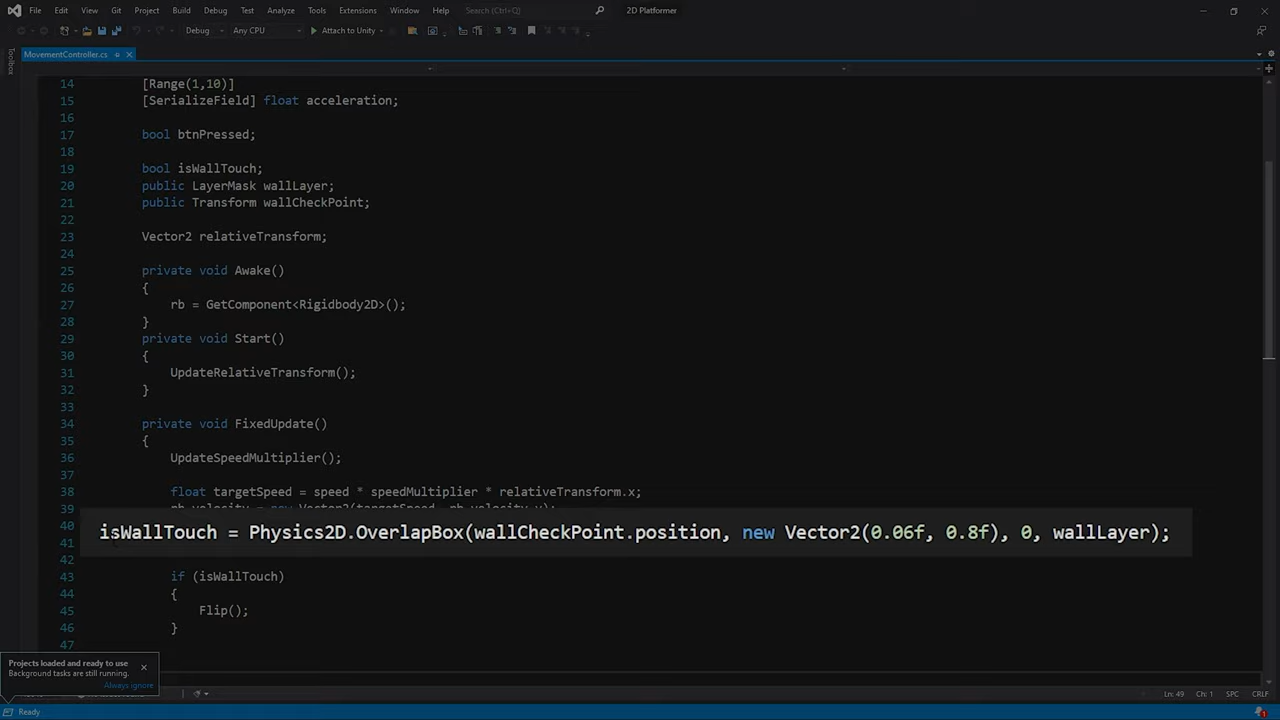 File Edit View Git Project Build Debug Test Analyze Tools Extensions Window Help Search (Ctrl+Q) 2D Platformer
Debug Any CPU Attach to Unity
Toolbox
MovementController.cs
14 [Range(1,10)]
15 [SerializeField] float acceleration;
16
17 bool btnPressed;
18
19 bool isWallTouch;
20 public LayerMask wallLayer;
21 public Transform wallCheckPoint;
22
23 Vector2 relativeTransform;
24
25 private void Awake()
26 {
27 rb = GetComponent<Rigidbody2D>();
28 }
29 private void Start()
30 {
31 UpdateRelativeTransform();
32 }
33
34 private void FixedUpdate()
35 {
36 UpdateSpeedMultiplier();
37
38 float targetSpeed = speed * speedMultiplier * relativeTransform.x;
39 rb.velocity = new Vector2(targetSpeed, rb.velocity.y);
40
isWallTouch = Physics2D.OverlapBox(wallCheckPoint.position, new Vector2(0.06f, 0.8f), 0, wallLayer);
41
42
43 if (isWallTouch)
44 {
45 Flip();
46 }
47
Projects loaded and ready to use
Background tasks are still running.
Always ignore
Ln: 49 Ch: 1 SPC CRLF
Ready 1